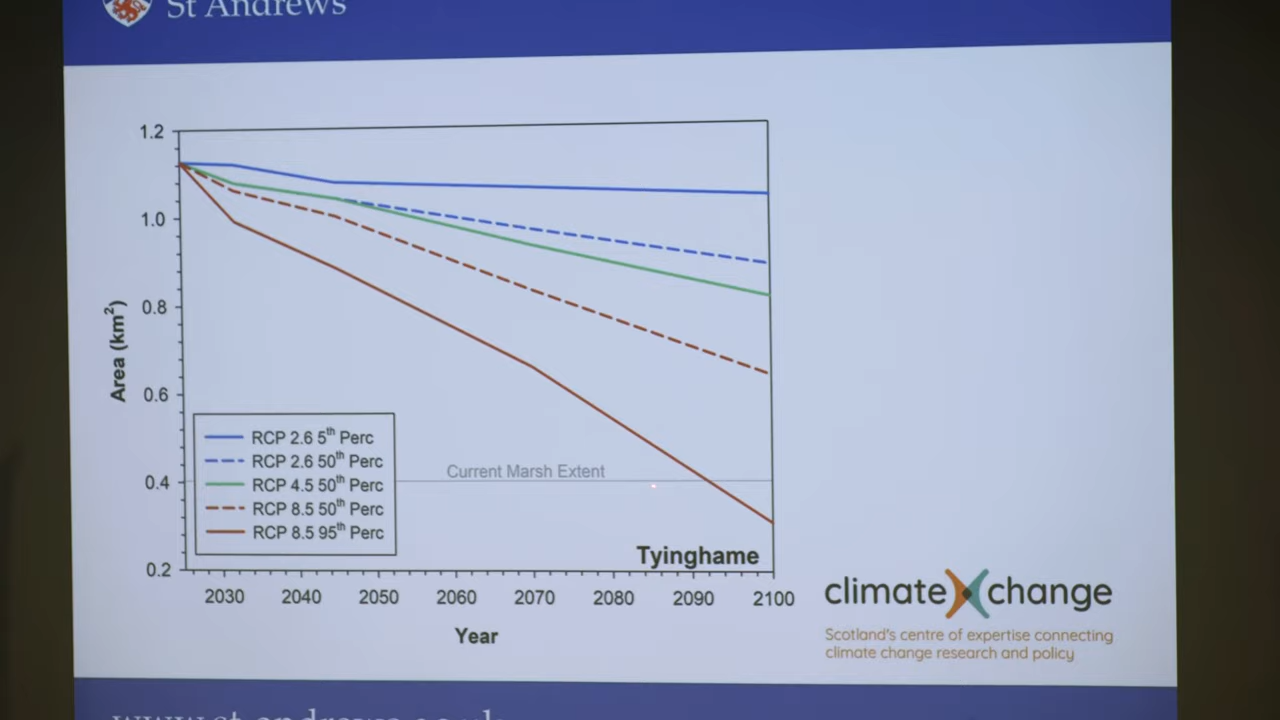 St Andrews
1.2
1.0
0.8
0.6
0.4
0.2
Area (km²)
RCP 2.6 5th Perc
RCP 2.6 50th Perc
RCP 4.5 50th Perc
RCP 8.5 50th Perc
RCP 8.5 95th Perc
Current Marsh Extent
Tyinghame
2030 2040 2050 2060 2070 2080 2090 2100
Year
climateXchange
Scotland's centre of expertise connecting
climate change research and policy